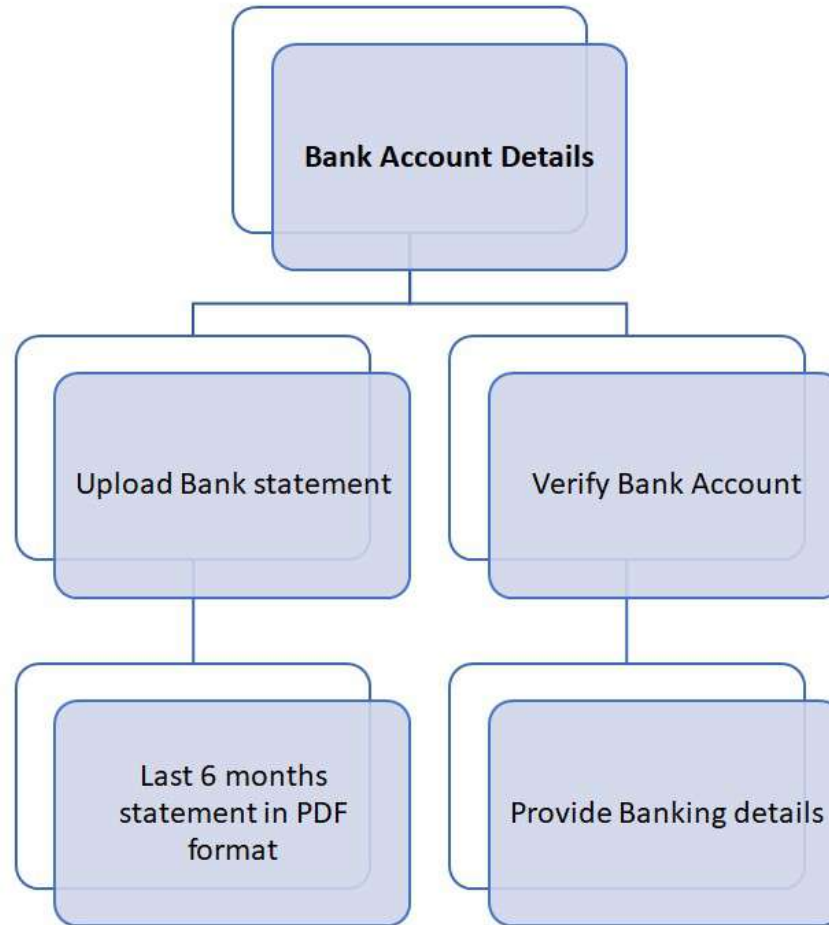 Bank Account Details
Upload Bank statement
Verify Bank Account
Last 6 months
statement in PDF
format
Provide Banking details